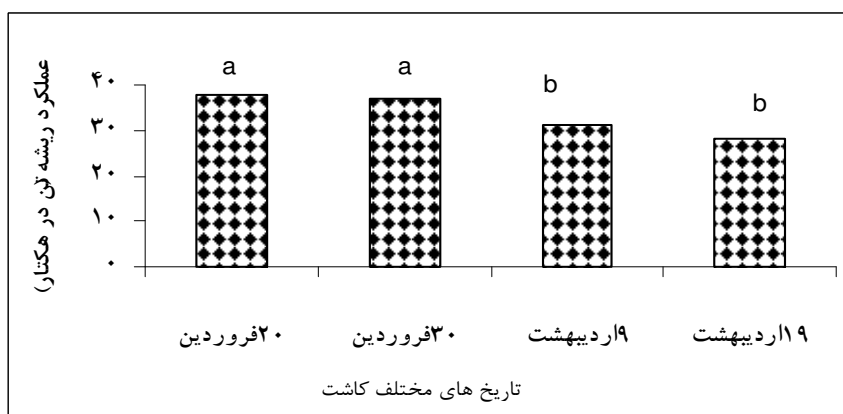 عملکرد ریشه تن در هکتار)
۴۰
۳۰
۲۰
۱۰
۰
a a b b
۲۰فروردین ۳۰فروردین ۹اردیبهشت ۱۹اردیبهشت
تاریخ های مختلف کاشت